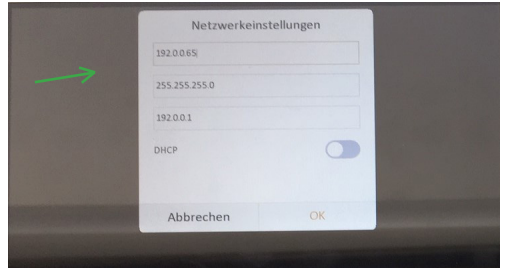 Netzwerkeinstellungen
192.0.0.65
255.255.255.0
192.0.0.1
DHCP
Abbrechen OK